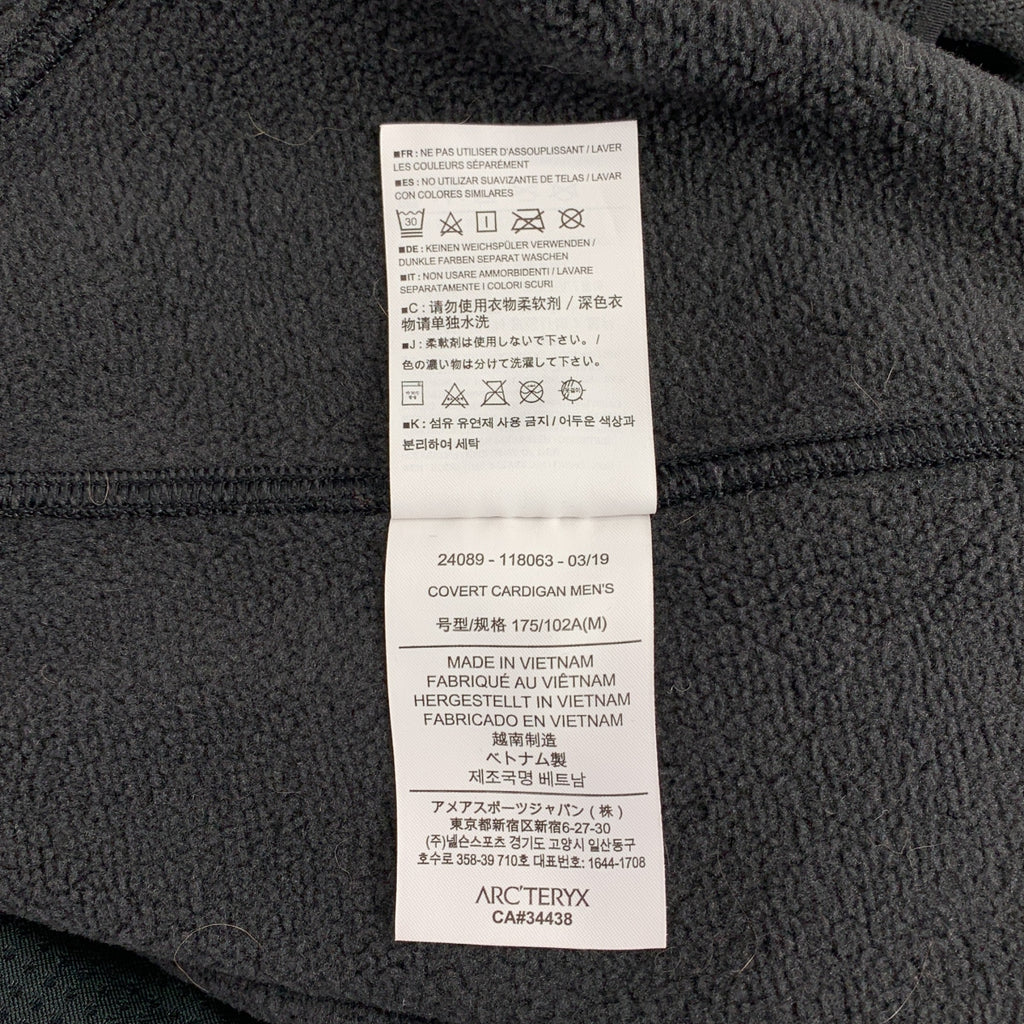 ■FR : NE PAS UTILISER D'ASSOUPLISSANT / LAVER
LES COULEURS SÉPARÉMENT
■ES : NO UTILIZAR SUAVIZANTE DE TELAS / LAVAR
CON COLORES SIMILARES
30
■DE : KEINEN WEICHSPÜLER VERWENDEN /
DUNKLE FARBEN SEPARAT WASCHEN
■IT : NON USARE AMMORBIDENTI / LAVARE
SEPARATAMENTE I COLORI SCURI
■C : 请勿使用衣物柔软剂 / 深色衣
物请单独水洗
■J : 柔軟剤は使用しないで下さい。 /
色の濃い物は分けて洗濯して下さい。
■K : 섬유 유연제 사용 금지 / 어두운 색상과
분리하여 세탁
24089 - 118063 - 03/19
COVERT CARDIGAN MEN'S
号型/规格 175/102A(M)
MADE IN VIETNAM
FABRIQUÉ AU VIÊTNAM
HERGESTELLT IN VIETNAM
FABRICADO EN VIETNAM
越南制造
ベトナム製
제조국명 베트남
アメアスポーツジャパン ( 株 )
東京都新宿区新宿6-27-30
(주)넬슨스포츠 경기도 고양시 일산동구
호수로 358-39 710호 대표번호: 1644-1708
ARC'TERYX
CA#34438